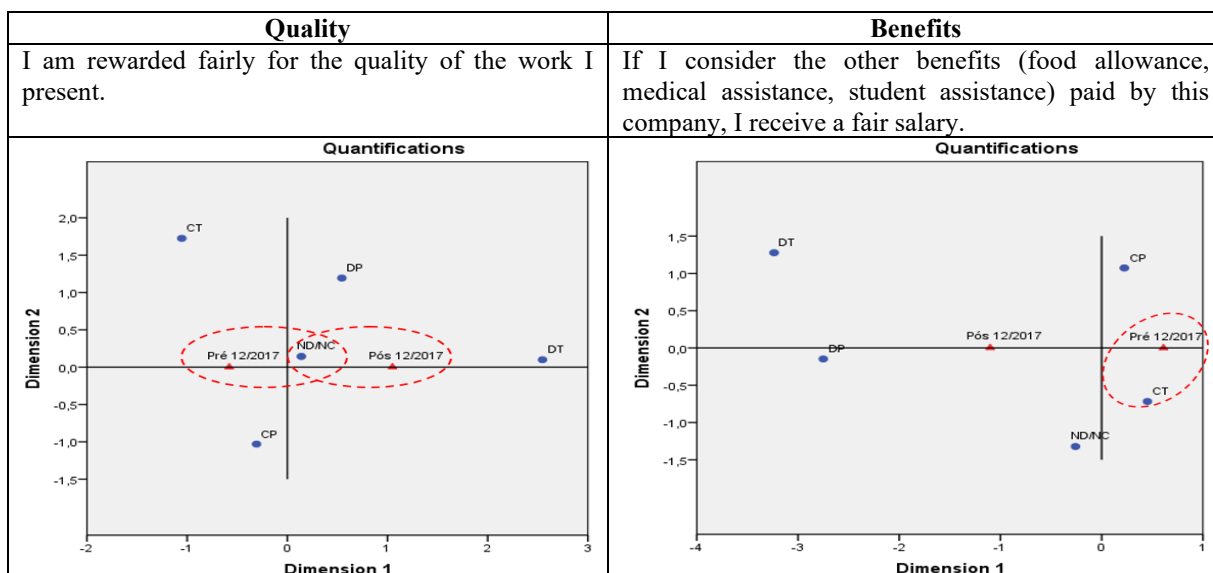 Quality
Benefits
I am rewarded fairly for the quality of the work I
present.
If I consider the other benefits (food allowance,
medical assistance, student assistance) paid by this
company, I receive a fair salary.
Quantifications
2,0
1,5
1,0
0,5
0,0
-0,5
-1,0
-1,5
Dimension 2
CT
DP
ND/NC
Pré 12/2017
Pós 12/2017
DT
CP
-2
-1
0
1
2
3
Dimension 1
Quantifications
1,5
1,0
0,5
0,0
-0,5
-1,0
-1,5
Dimension 2
DT
CP
Pós 12/2017
Pré 12/2017
DP
CT
ND/NC
-4
-3
-2
-1
0
1
Dimension 1